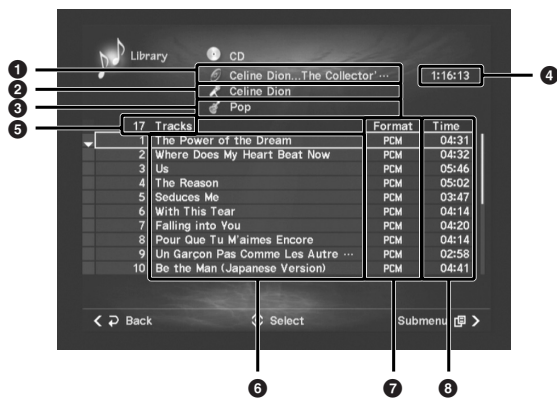 Library CD
1 Celine Dion...The Collector'… 1:16:13 4
2 Celine Dion
3 Pop
5 17 Tracks Format Time
1 The Power of the Dream PCM 04:31
2 Where Does My Heart Beat Now PCM 04:32
3 Us PCM 05:46
4 The Reason PCM 05:02
5 Seduces Me PCM 03:47
6 With This Tear PCM 04:14
7 Falling into You PCM 04:20
8 Pour Que Tu M'aimes Encore PCM 04:14
9 Un Garçon Pas Comme Les Autre … PCM 02:58
10 Be the Man (Japanese Version) PCM 04:41
Back Select Submenu
6 7 8